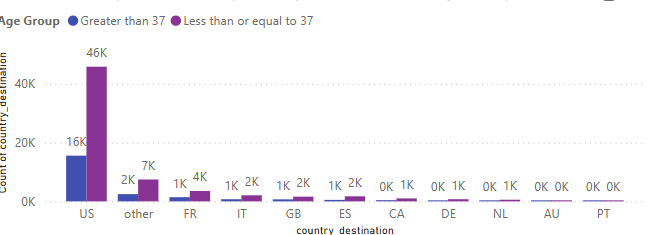 Age Group Greater than 37 Less than or equal to 37
46K
40K
16K
20K
2K 7K
1K 4K
1K 2K
1K 2K
1K 2K
0K 1K
0K 1K
0K 1K
0K 0K
0K 0K
0K
US other FR IT GB ES CA DE NL AU PT
country_destination
Count of country_destination